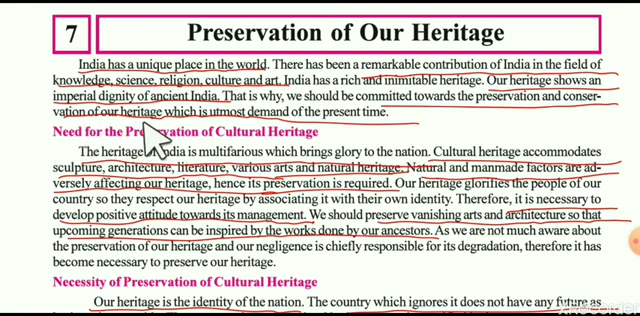 7
Preservation of Our Heritage
India has a unique place in the world. There has been a remarkable contribution of India in the field of
knowledge, science, religion, culture and art. India has a rich and inimitable heritage. Our heritage shows an
imperial dignity of ancient India. That is why, we should be committed towards the preservation and conser-
vation of our heritage which is utmost demand of the present time.
Need for the Preservation of Cultural Heritage
The heritage India is multifarious which brings glory to the nation. Cultural heritage accommodates
sculpture, architecture, literature, various arts and natural heritage. Natural and manmade factors are ad-
versely affecting our heritage, hence its preservation is required. Our heritage glorifies the people of our
country so they respect our heritage by associating it with their own identity. Therefore, it is necessary to
develop positive attitude towards its management. We should preserve vanishing arts and architecture so that
upcoming generations can be inspired by the works done by our ancestors. As we are not much aware about
the preservation of our heritage and our negligence is chiefly responsible for its degradation, therefore it has
become necessary to preserve our heritage.
Necessity of Preservation of Cultural Heritage
Our heritage is the identity of the nation. The country which ignores it does not have any future as